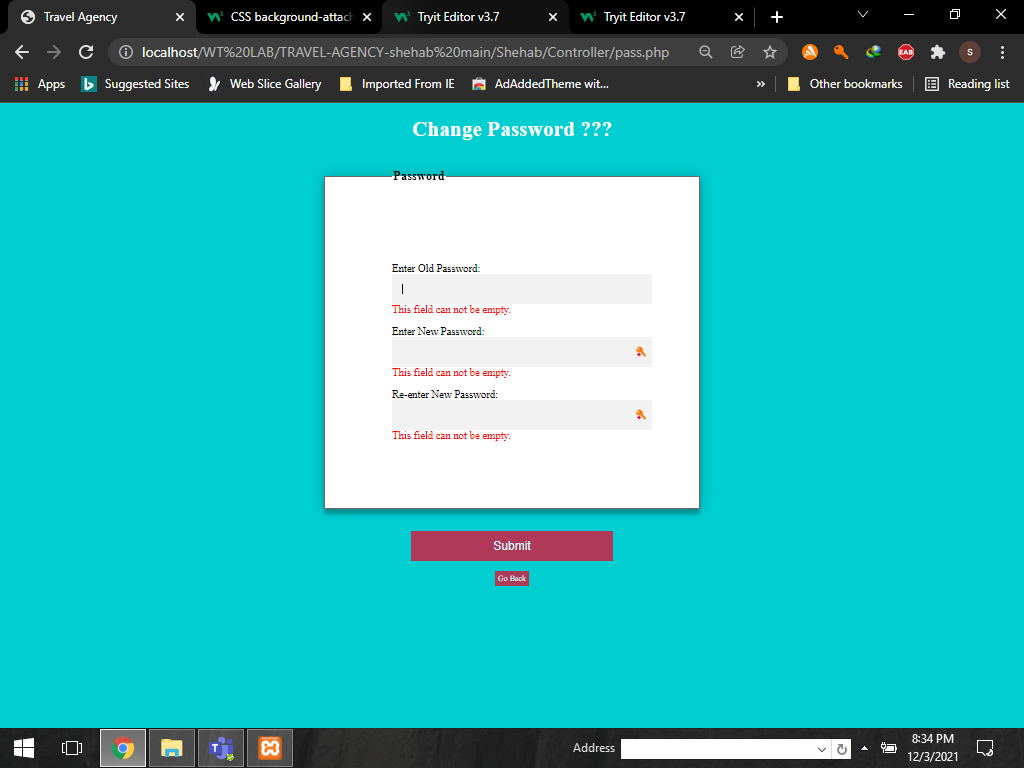 Travel Agency
CSS background-attach
Tryit Editor v3.7
Tryit Editor v3.7
localhost/WT%20LAB/TRAVEL-AGENCY-shehab%20main/Shehab/Controller/pass.php
EAB
S
Apps
Suggested Sites
Web Slice Gallery
Imported From IE
AdAddedTheme wit...
»
Other bookmarks
Reading list
Change Password ???
Password
Enter Old Password:
This field can not be empty.
Enter New Password:
This field can not be empty.
Re-enter New Password:
This field can not be empty.
Submit
Go Back
Address
8:34 PM
12/3/2021